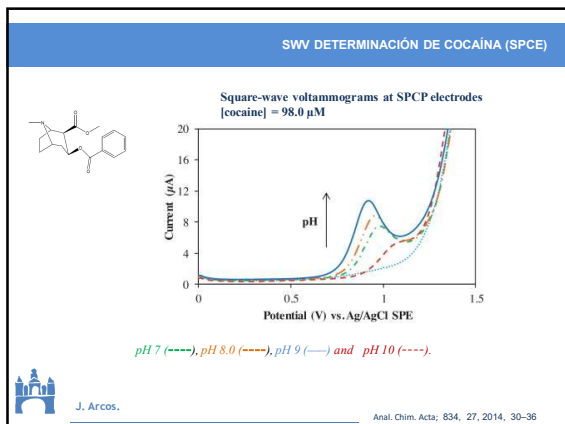 SWV DETERMINACIÓN DE COCAÍNA (SPCE)
Square-wave voltammograms at SPCP electrodes
[cocaine] = 98.0 µM
N
O
O
O
O
20
16
12
8
4
0
Current (µA)
pH
0
0.5
1
1.5
Potential (V) vs. Ag/AgCl SPE
pH 7 (----), pH 8.0 (----), pH 9 (—) and pH 10 (----).
J. Arcos.
Anal. Chim. Acta; 834, 27, 2014, 30–36